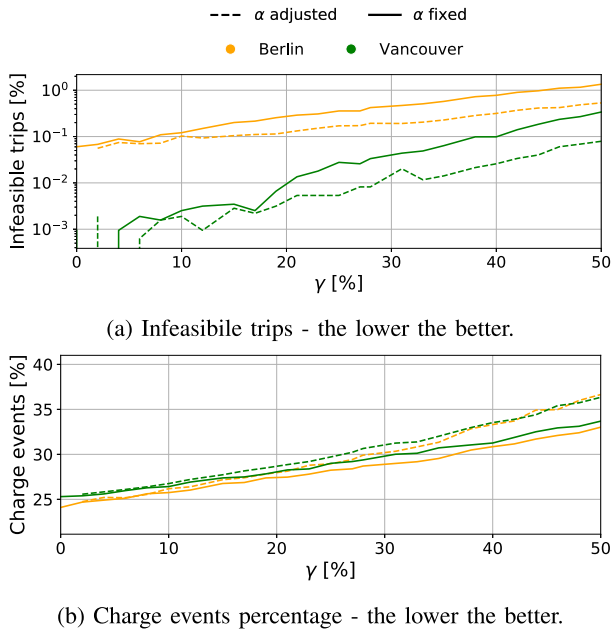 α adjusted α fixed
Berlin Vancouver
Infeasible trips [%]
10⁰
10⁻¹
10⁻²
10⁻³
0 10 20 30 40 50
γ [%]
(a) Infeasibile trips - the lower the better.
Charge events [%]
40
35
30
25
0 10 20 30 40 50
γ [%]
(b) Charge events percentage - the lower the better.